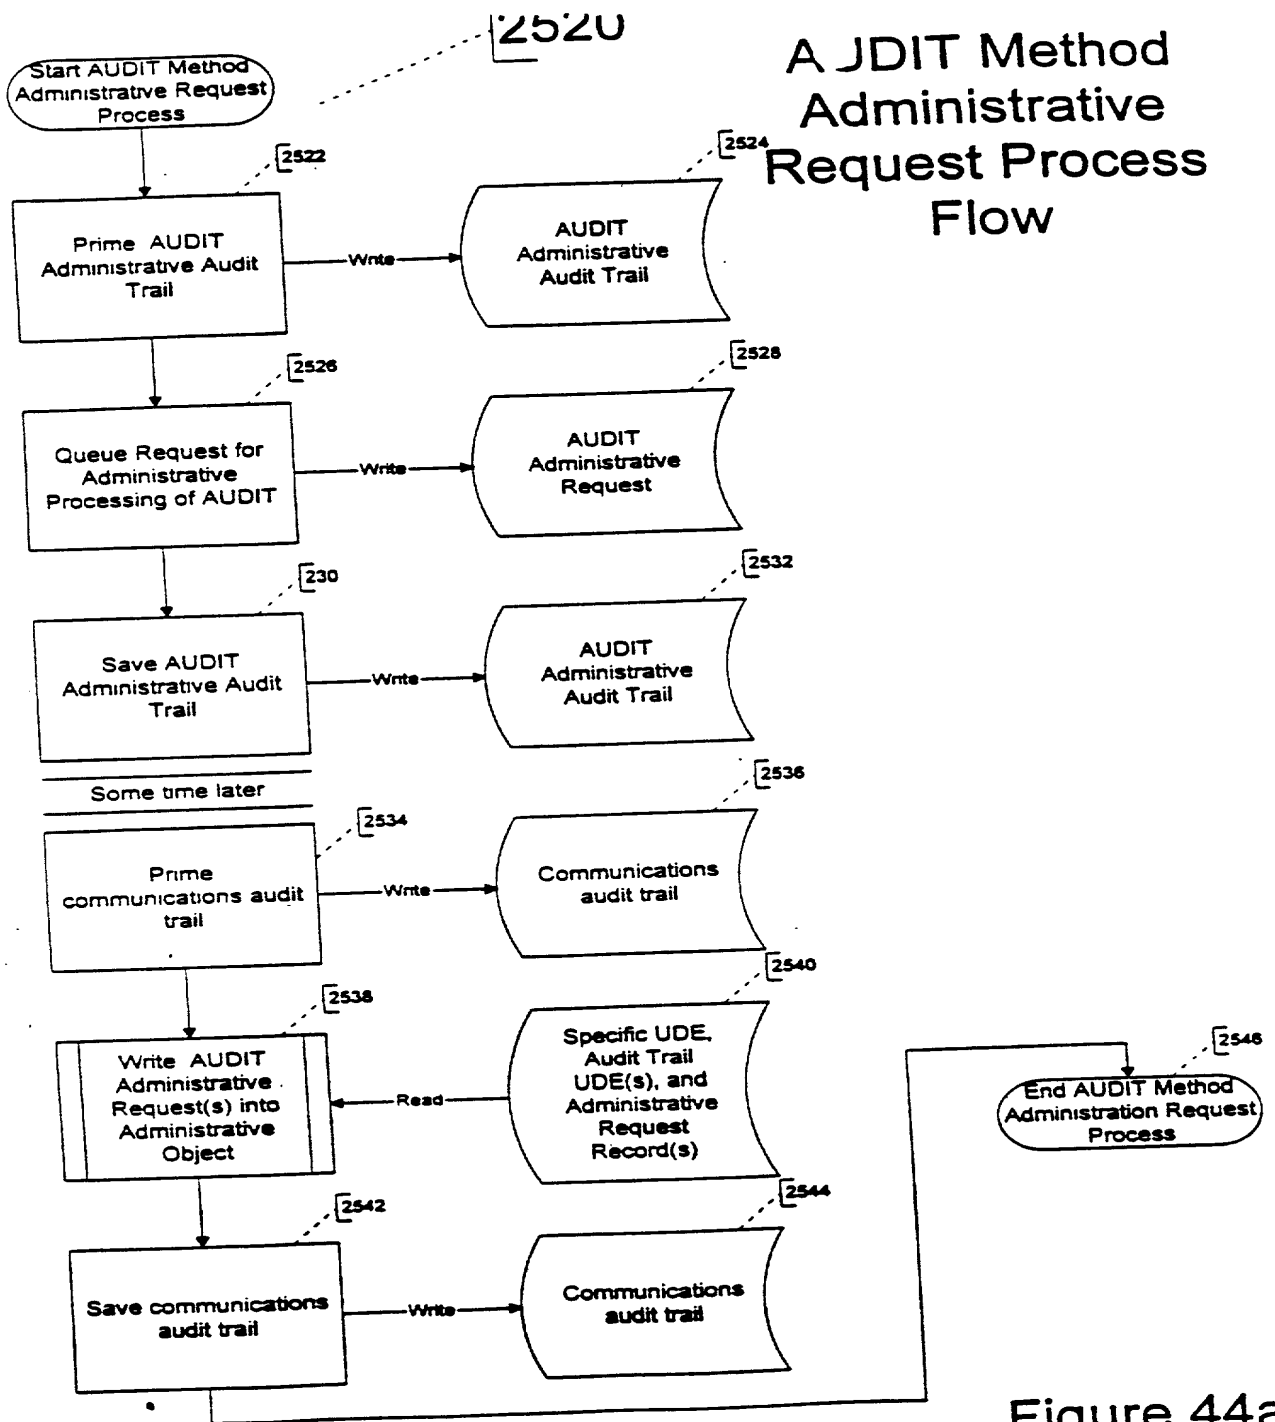 2520
A JDIT Method
Administrative
Request Process
Flow
Start AUDIT Method
Administrative Request
Process
2522
Prime AUDIT
Administrative Audit
Trail
Write
2524
AUDIT
Administrative
Audit Trail
2526
Queue Request for
Administrative
Processing of AUDIT
Write
2528
AUDIT
Administrative
Request
230
Save AUDIT
Administrative Audit
Trail
Write
2532
AUDIT
Administrative
Audit Trail
Some time later
2534
Prime
communications audit
trail
Write
2536
Communications
audit trail
2538
Write AUDIT
Administrative
Request(s) into
Administrative
Object
Read
2540
Specific UDE,
Audit Trail
UDE(s), and
Administrative
Request
Record(s)
2542
Save communications
audit trail
Write
2544
Communications
audit trail
2546
End AUDIT Method
Administration Request
Process
Figure 44a